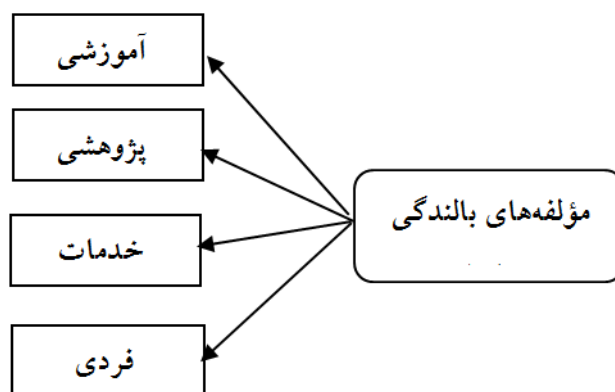 آموزشی
پژوهشی
مؤلفه‌های بالندگی
خدمات
فردی